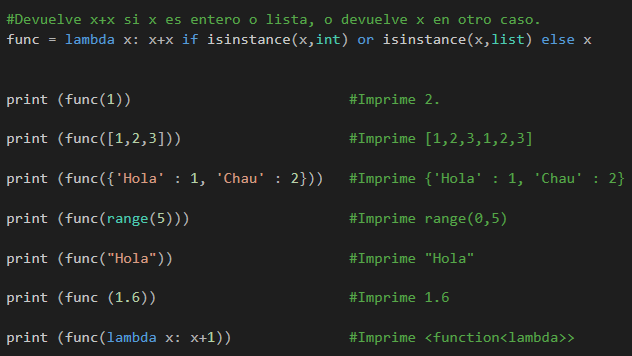 #Devuelve x+x si x es entero o lista, o devuelve x en otro caso.
func = lambda x: x+x if isinstance(x,int) or isinstance(x,list) else x
print (func(1)) #Imprime 2.
print (func([1,2,3])) #Imprime [1,2,3,1,2,3]
print (func({'Hola' : 1, 'Chau' : 2})) #Imprime {'Hola' : 1, 'Chau' : 2}
print (func(range(5))) #Imprime range(0,5)
print (func("Hola")) #Imprime "Hola"
print (func (1.6)) #Imprime 1.6
print (func(lambda x: x+1)) #Imprime <function<lambda>>